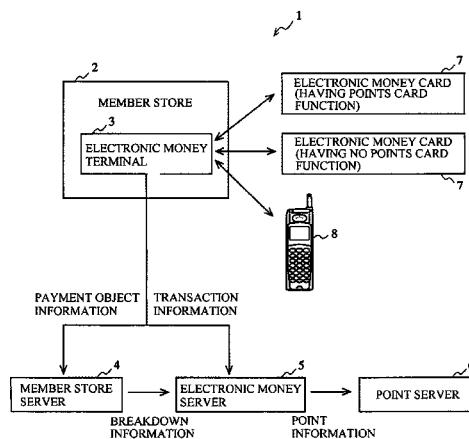 1
2
MEMBER STORE
3
ELECTRONIC MONEY
TERMINAL
7
ELECTRONIC MONEY CARD
(HAVING POINTS CARD
FUNCTION)
ELECTRONIC MONEY CARD
(HAVING NO POINTS CARD
FUNCTION)
7
8
PAYMENT OBJECT
INFORMATION
TRANSACTION
INFORMATION
4
MEMBER STORE
SERVER
BREAKDOWN
INFORMATION
5
ELECTRONIC MONEY
SERVER
POINT
INFORMATION
POINT SERVER